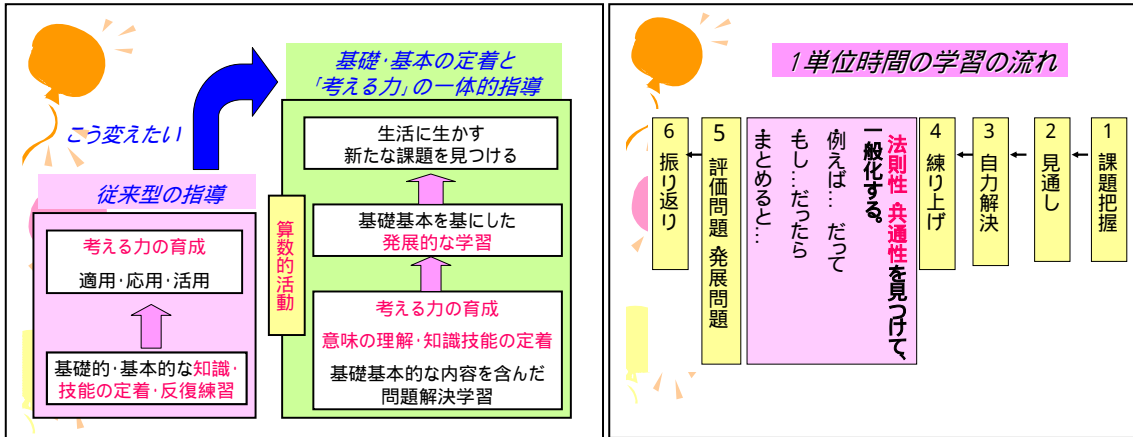 こう変えたい
従来型の指導
考える力の育成
適用･応用･活用
基礎的･基本的な知識･
技能の定着･反復練習
基礎･基本の定着と
｢考える力｣の一体的指導
算数的活動
生活に生かす
新たな課題を見つける
基礎基本を基にした
発展的な学習
考える力の育成
意味の理解･知識技能の定着
基礎基本的な内容を含んだ
問題解決学習
1単位時間の学習の流れ
1 課題把握
2 見通し
3 自力解決
4 練り上げ
法則性･共通性を見つけて、
一般化する。
･例えば… だって
･もし…だったら
･まとめると…
5 評価問題･発展問題
6 振り返り